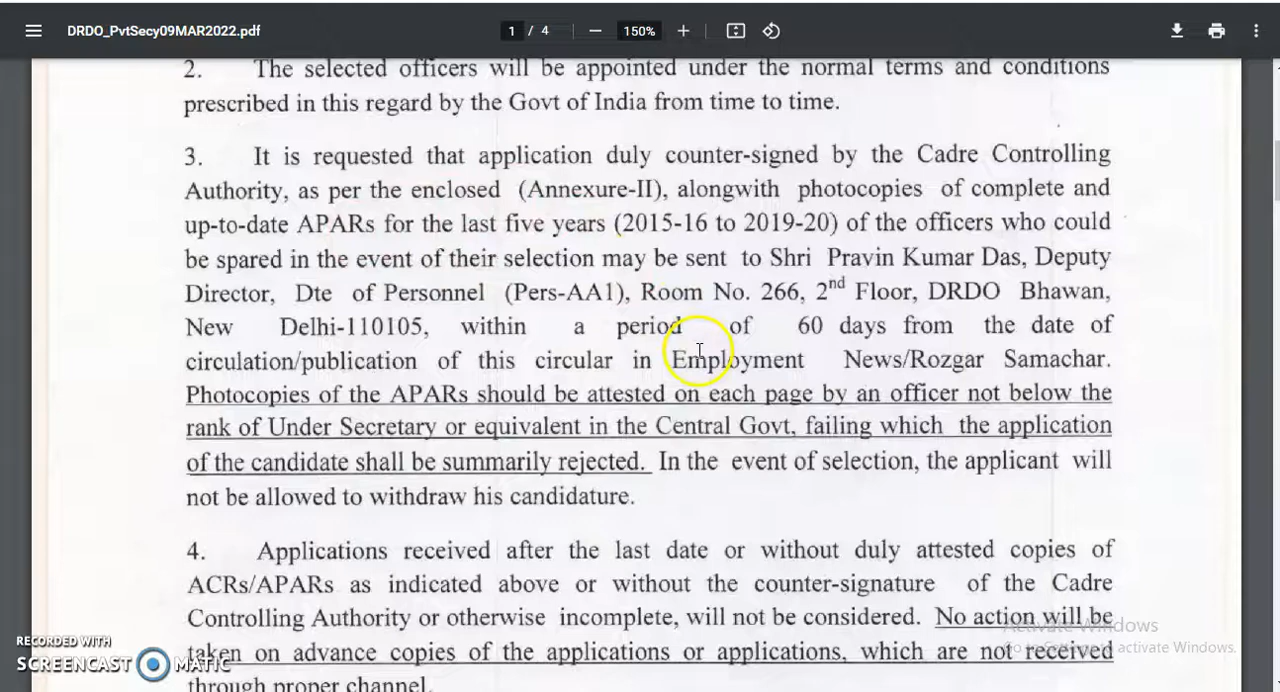 DRDO_PvtSecy09MAR2022.pdf 1 / 4 150%
2. The selected officers will be appointed under the normal terms and conditions
prescribed in this regard by the Govt of India from time to time.
3. It is requested that application duly counter-signed by the Cadre Controlling
Authority, as per the enclosed (Annexure-II), alongwith photocopies of complete and
up-to-date APARs for the last five years (2015-16 to 2019-20) of the officers who could
be spared in the event of their selection may be sent to Shri Pravin Kumar Das, Deputy
Director, Dte of Personnel (Pers-AA1), Room No. 266, 2nd Floor, DRDO Bhawan,
New Delhi-110105, within a period of 60 days from the date of
circulation/publication of this circular in Employment News/Rozgar Samachar.
Photocopies of the APARs should be attested on each page by an officer not below the
rank of Under Secretary or equivalent in the Central Govt, failing which the application
of the candidate shall be summarily rejected. In the event of selection, the applicant will
not be allowed to withdraw his candidature.
4. Applications received after the last date or without duly attested copies of
ACRs/APARs as indicated above or without the counter-signature of the Cadre
Controlling Authority or otherwise incomplete, will not be considered. No action will be
taken on advance copies of the applications or applications, which are not received
through proper channel.
Activate Windows
Go to Settings to activate Windows.
RECORDED WITH
SCREENCAST MATIC